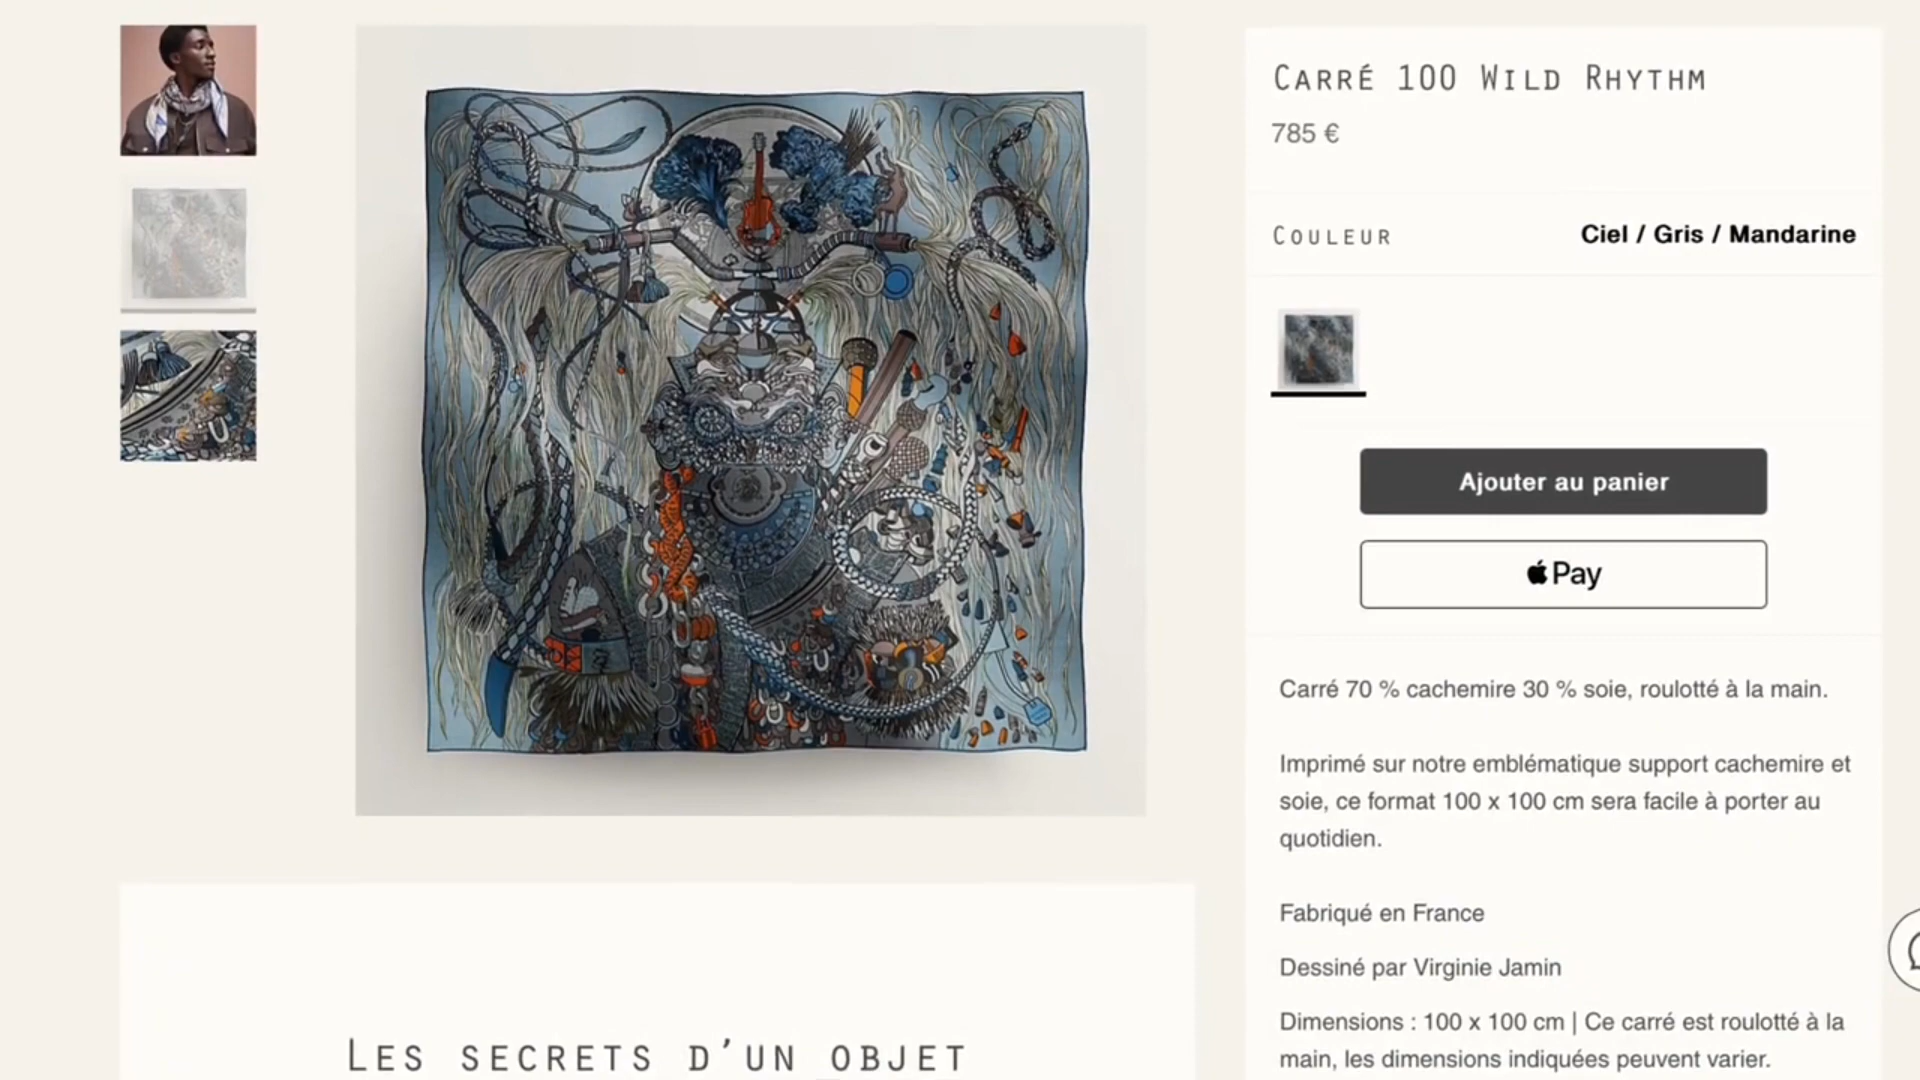 Carré 100 Wild Rhythm
785 €
Couleur
Ciel / Gris / Mandarine
Ajouter au panier
Pay
Carré 70 % cachemire 30 % soie, roulotté à la main.
Imprimé sur notre emblématique support cachemire et
soie, ce format 100 x 100 cm sera facile à porter au
quotidien.
Fabriqué en France
Dessiné par Virginie Jamin
Dimensions : 100 x 100 cm | Ce carré est roulotté à la
main, les dimensions indiquées peuvent varier.
Les secrets d'un objet